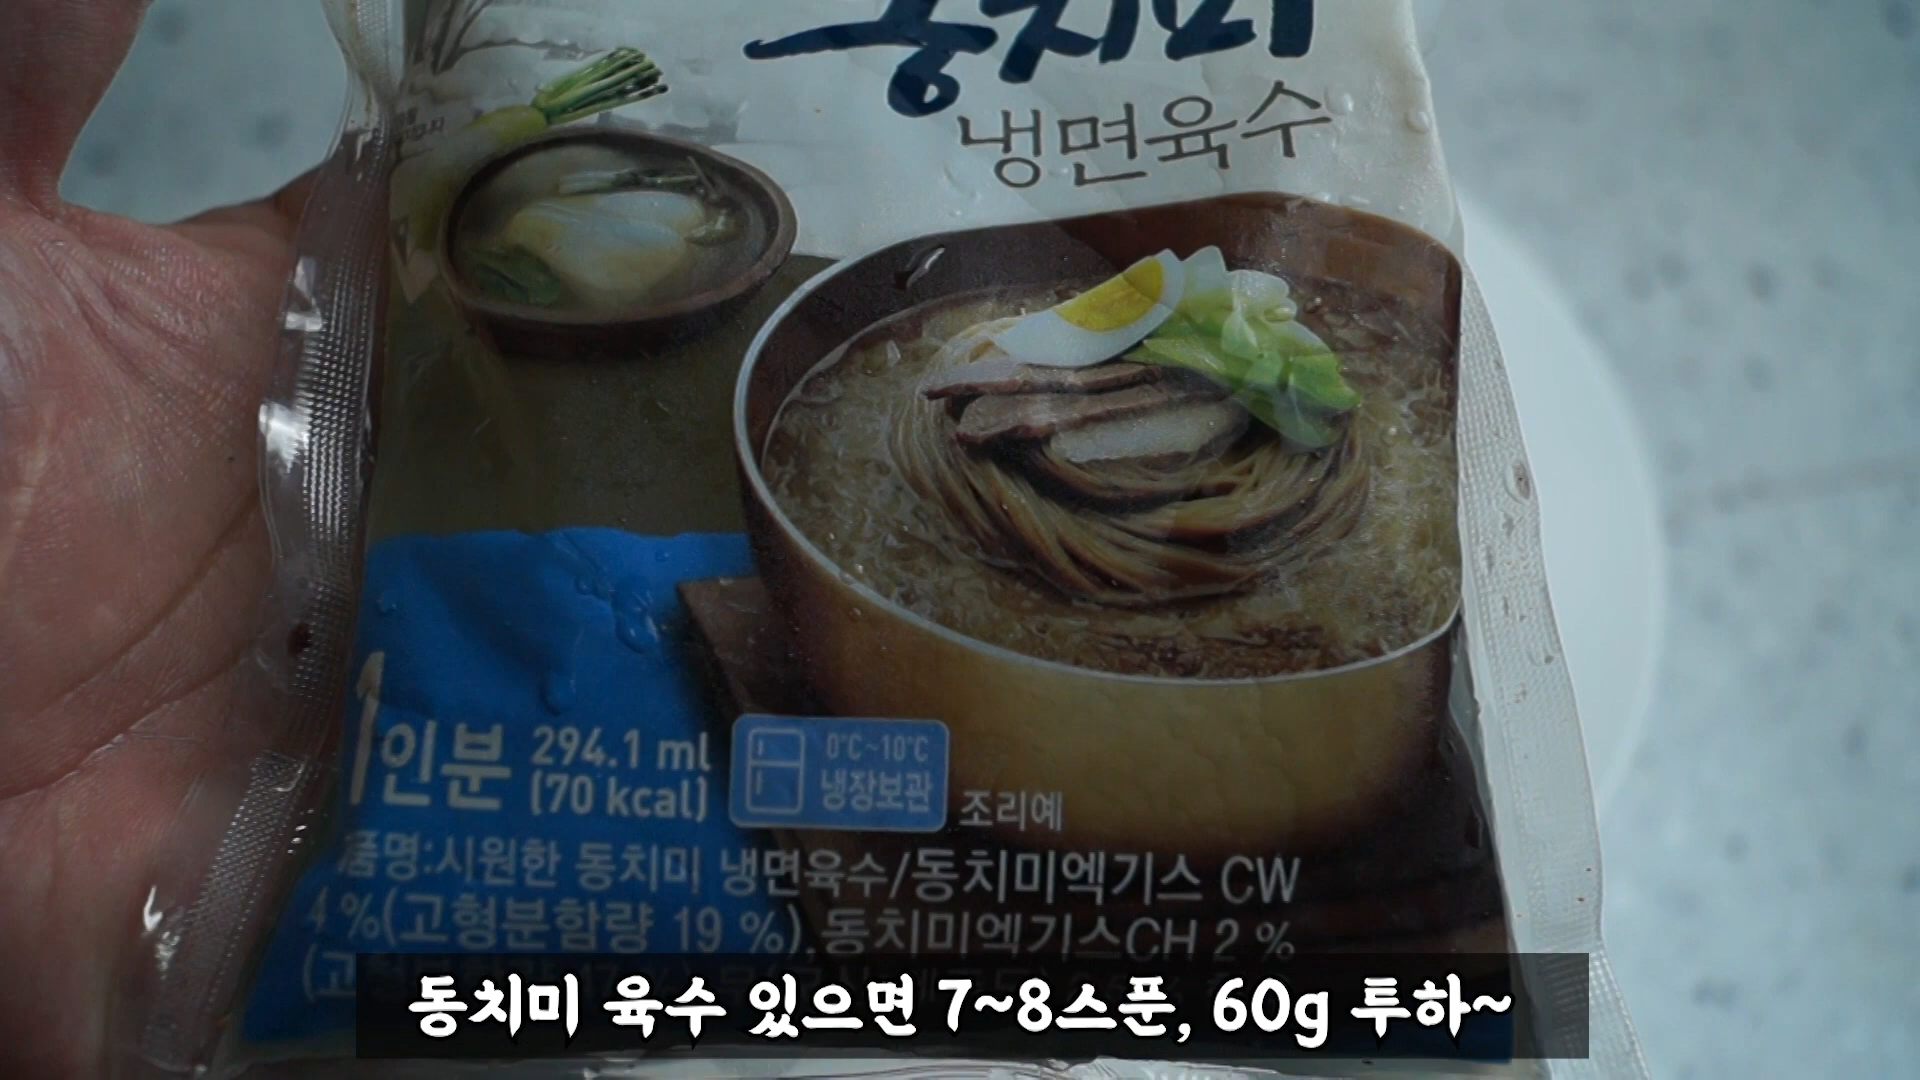 동치미
냉면육수
1인분 294.1 ml
(70 kcal)
0°C~10°C
냉장보관
조리예
품명:시원한 동치미 냉면육수/동치미엑기스 CW
4 %(고형분함량 19 %), 동치미엑기스CH 2 %
동치미 육수 있으면 7~8스푼, 60g 투하~